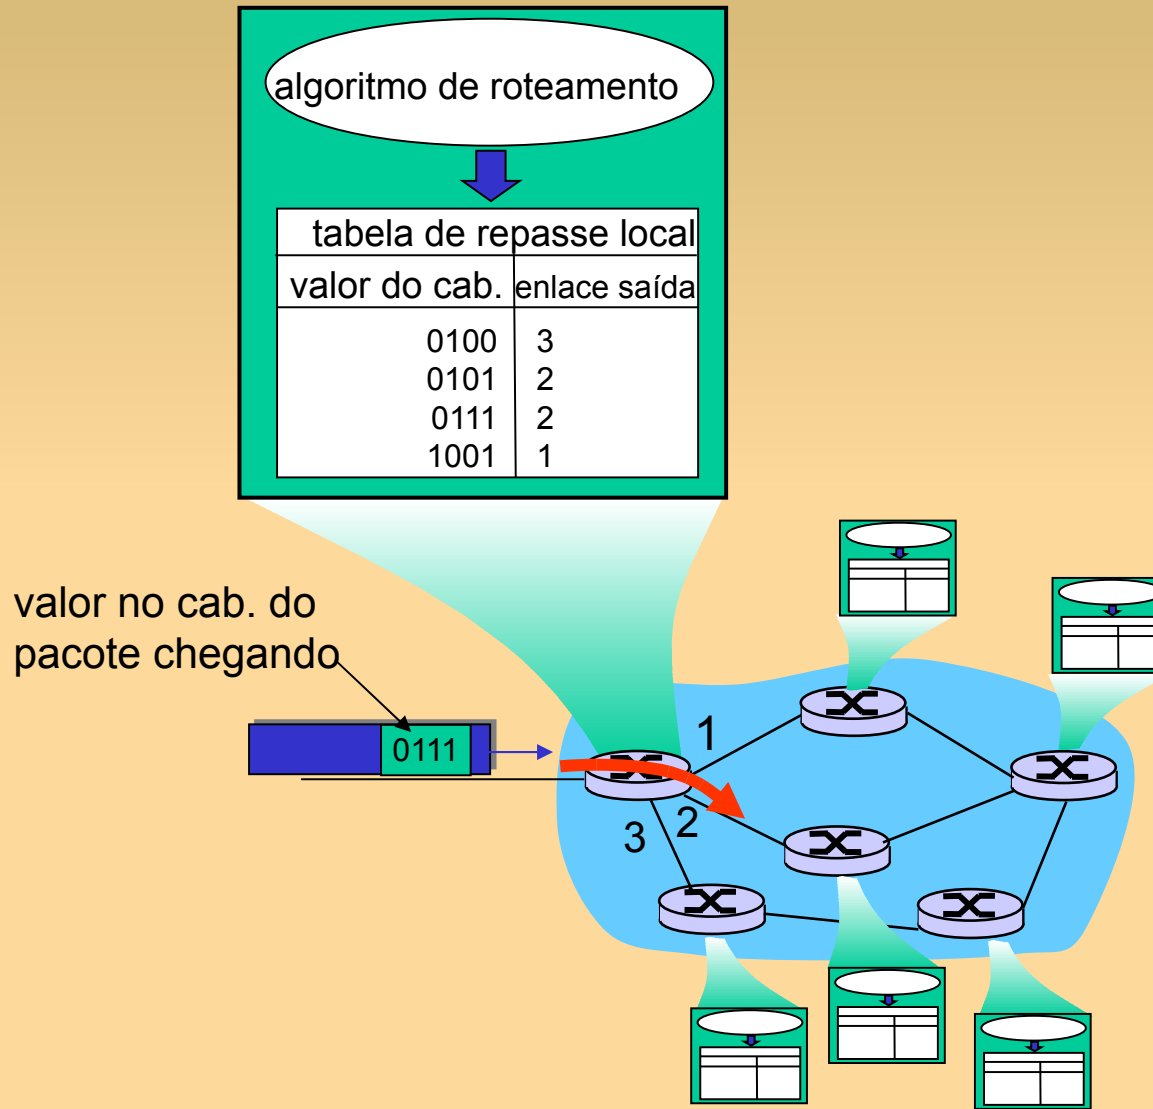 algoritmo de roteamento
tabela de repasse local
valor do cab. enlace saída
0100 3
0101 2
0111 2
1001 1
valor no cab. do
pacote chegando
0111
1
2
3